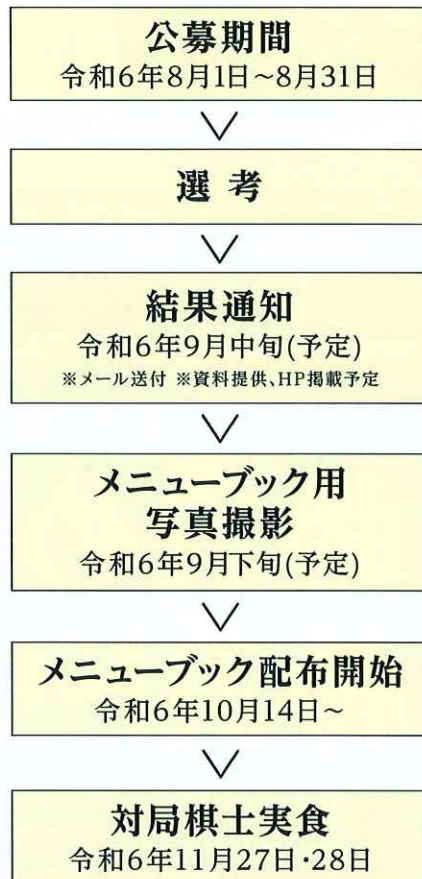 公募期間
令和6年8月1日～8月31日
選 考
結果通知
令和6年9月中旬(予定)
※メール送付 ※資料提供、HP掲載予定
メニューブック用
写真撮影
令和6年9月下旬(予定)
メニューブック配布開始
令和6年10月14日～
対局棋士実食
令和6年11月27日・28日